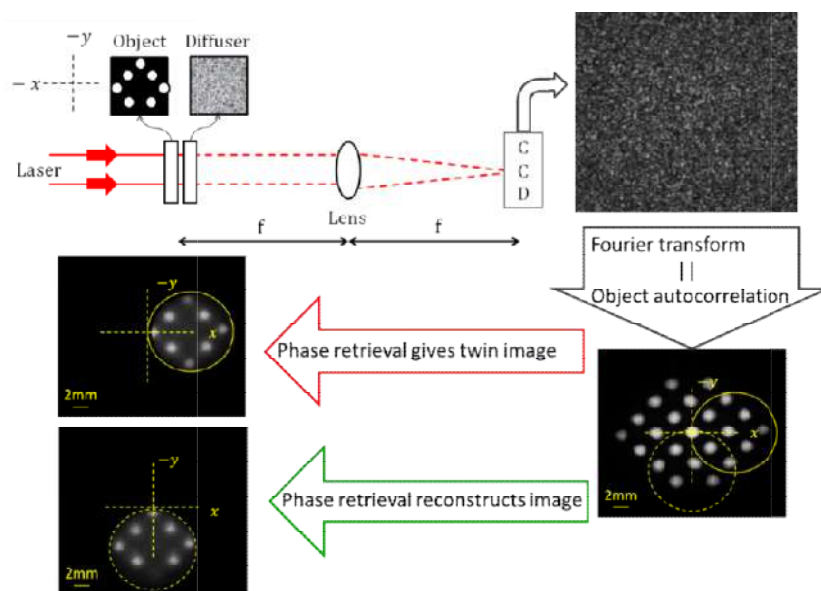 −y
Object
Diffuser
− x
Laser
Lens
C
C
D
f
f
Fourier transform
||
Object autocorrelation
−y
x
2mm
Phase retrieval gives twin image
−y
x
2mm
−y
x
2mm
Phase retrieval reconstructs image